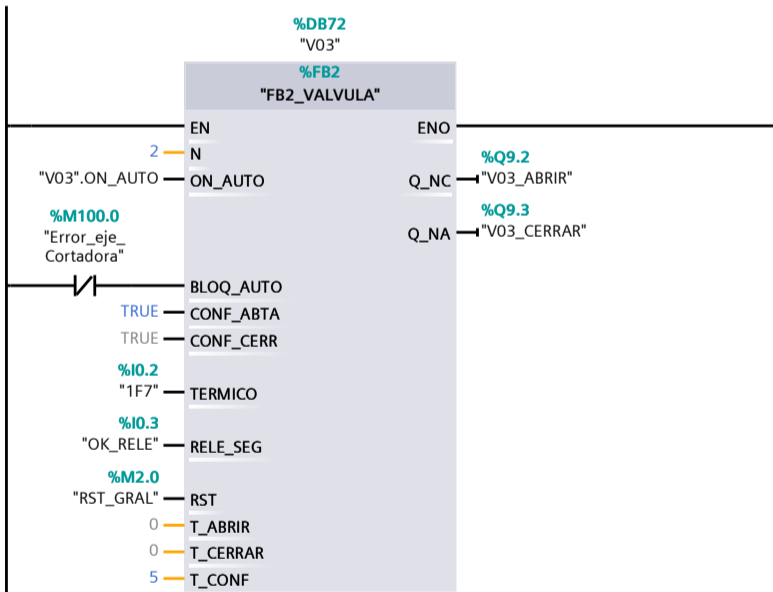 %DB72
"V03"
%FB2
"FB2_VALVULA"
EN ENO
2 N
%Q9.2
"V03".ON_AUTO ON_AUTO Q_NC "V03_ABRIR"
%Q9.3
%M100.0
"Error_eje_
Cortadora"
Q_NA "V03_CERRAR"
BLOQ_AUTO
TRUE CONF_ABTA
TRUE CONF_CERR
%I0.2
"1F7" TERMICO
%I0.3
"OK_RELE" RELE_SEG
%M2.0
"RST_GRAL" RST
0 T_ABRIR
0 T_CERRAR
5 T_CONF